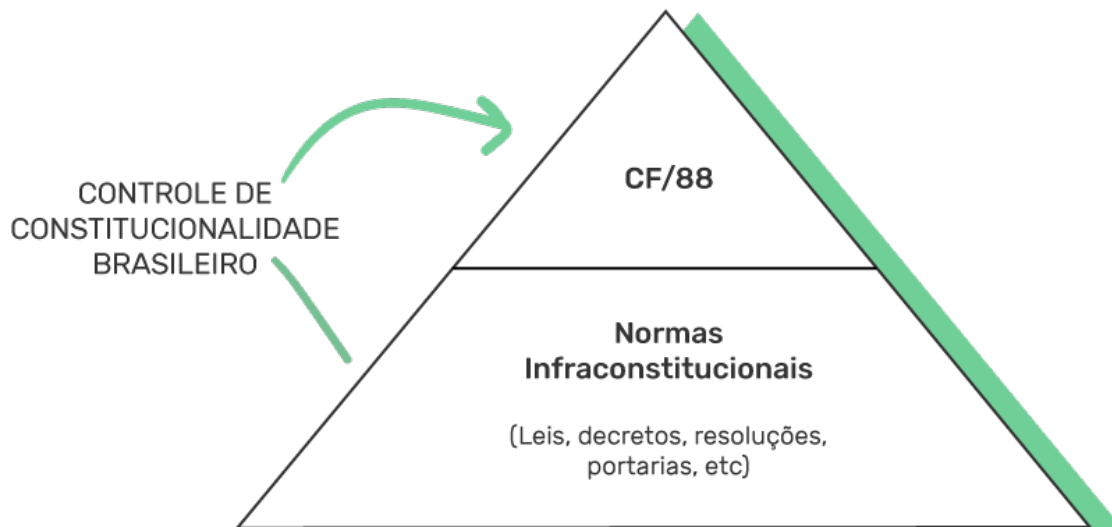 CONTROLE DE
CONSTITUCIONALIDADE
BRASILEIRO
CF/88
Normas
Infraconstitucionais
(Leis, decretos, resoluções,
portarias, etc)